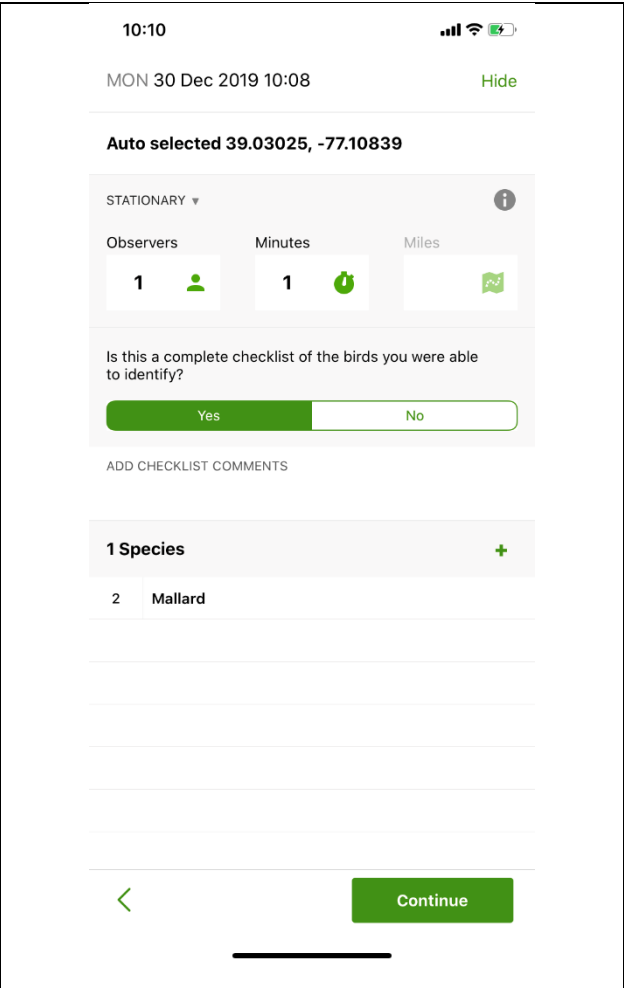 10:10
MON 30 Dec 2019 10:08
Hide
Auto selected 39.03025, -77.10839
STATIONARY ▾
Observers
Minutes
Miles
1
1
Is this a complete checklist of the birds you were able
to identify?
Yes
No
ADD CHECKLIST COMMENTS
1 Species
+
2
Mallard
Continue